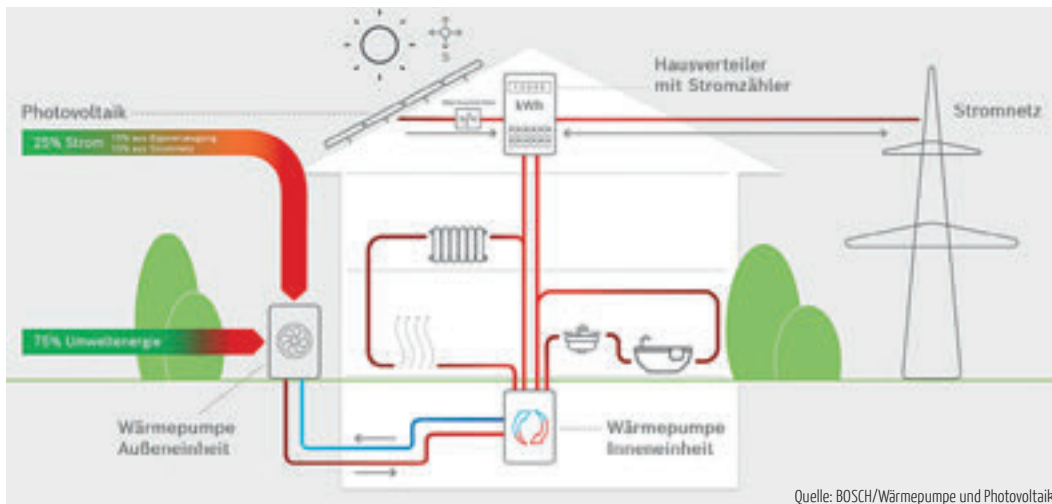 S
Photovoltaik
25% Strom
Hausverteiler
mit Stromzähler
kWh
Stromnetz
75% Umweltenergie
Wärmepumpe
Außeneinheit
Wärmepumpe
Inneneinheit
Quelle: BOSCH/Wärmepumpe und Photovoltaik